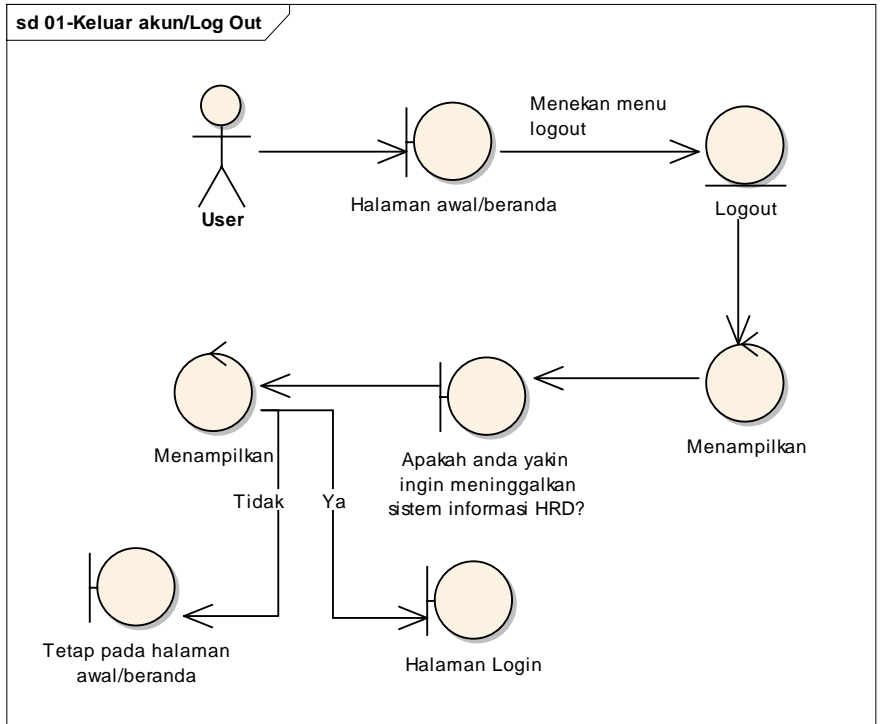 sd 01-Keluar akun/Log Out
User
Halaman awal/beranda
Menekan menu
logout
Logout
Menampilkan
Apakah anda yakin
ingin meninggalkan
sistem informasi HRD?
Menampilkan
Tidak
Ya
Tetap pada halaman
awal/beranda
Halaman Login